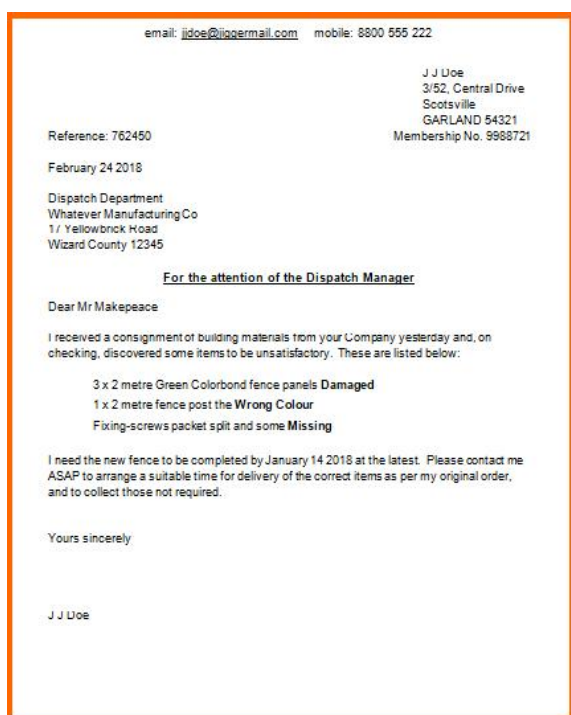 email: jjdoe@jiggermail.com mobile: 8800 555 222
J J Doe
3/52, Central Drive
Scotsville
GARLAND 54321
Reference: 762450 Membership No. 9988721
February 24 2018
Dispatch Department
Whatever Manufacturing Co
17 Yellowbrick Road
Wizard County 12345
For the attention of the Dispatch Manager
Dear Mr Makepeace
I received a consignment of building materials from your Company yesterday and, on
checking, discovered some items to be unsatisfactory. These are listed below:
3 x 2 metre Green Colorbond fence panels Damaged
1 x 2 metre fence post the Wrong Colour
Fixing-screws packet split and some Missing
I need the new fence to be completed by January 14 2018 at the latest. Please contact me
ASAP to arrange a suitable time for delivery of the correct items as per my original order,
and to collect those not required.
Yours sincerely
J J Doe